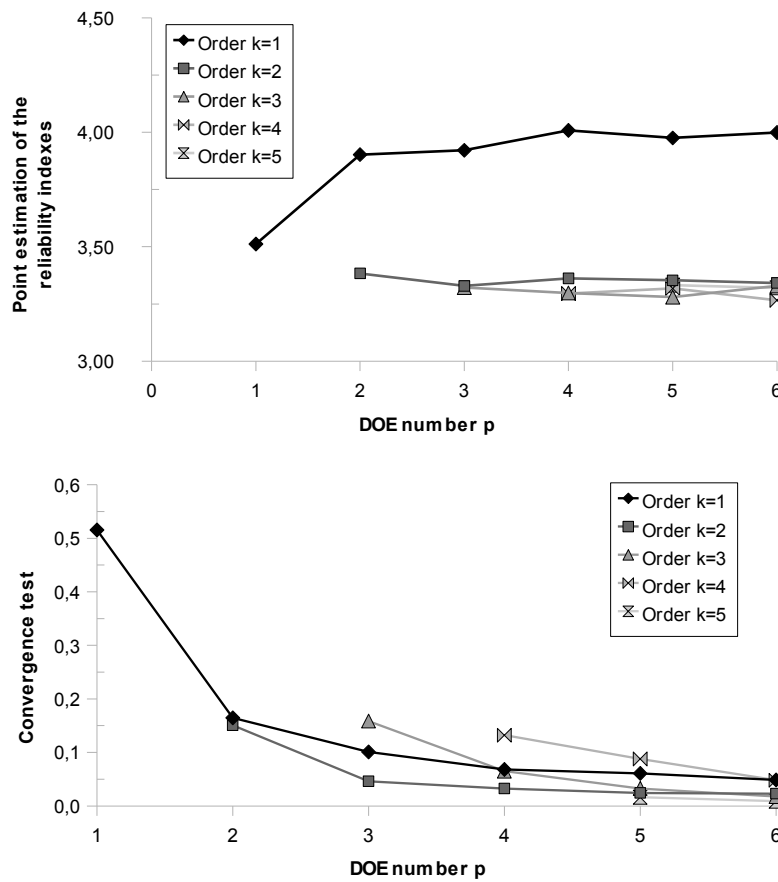 4,50
4,00
3,50
3,00
Point estimation of the
reliability indexes
Order k=1
Order k=2
Order k=3
Order k=4
Order k=5
0
1
2
3
4
5
6
DOE number p
0,6
0,5
0,4
0,3
0,2
0,1
0,0
Convergence test
Order k=1
Order k=2
Order k=3
Order k=4
Order k=5
1
2
3
4
5
6
DOE number p